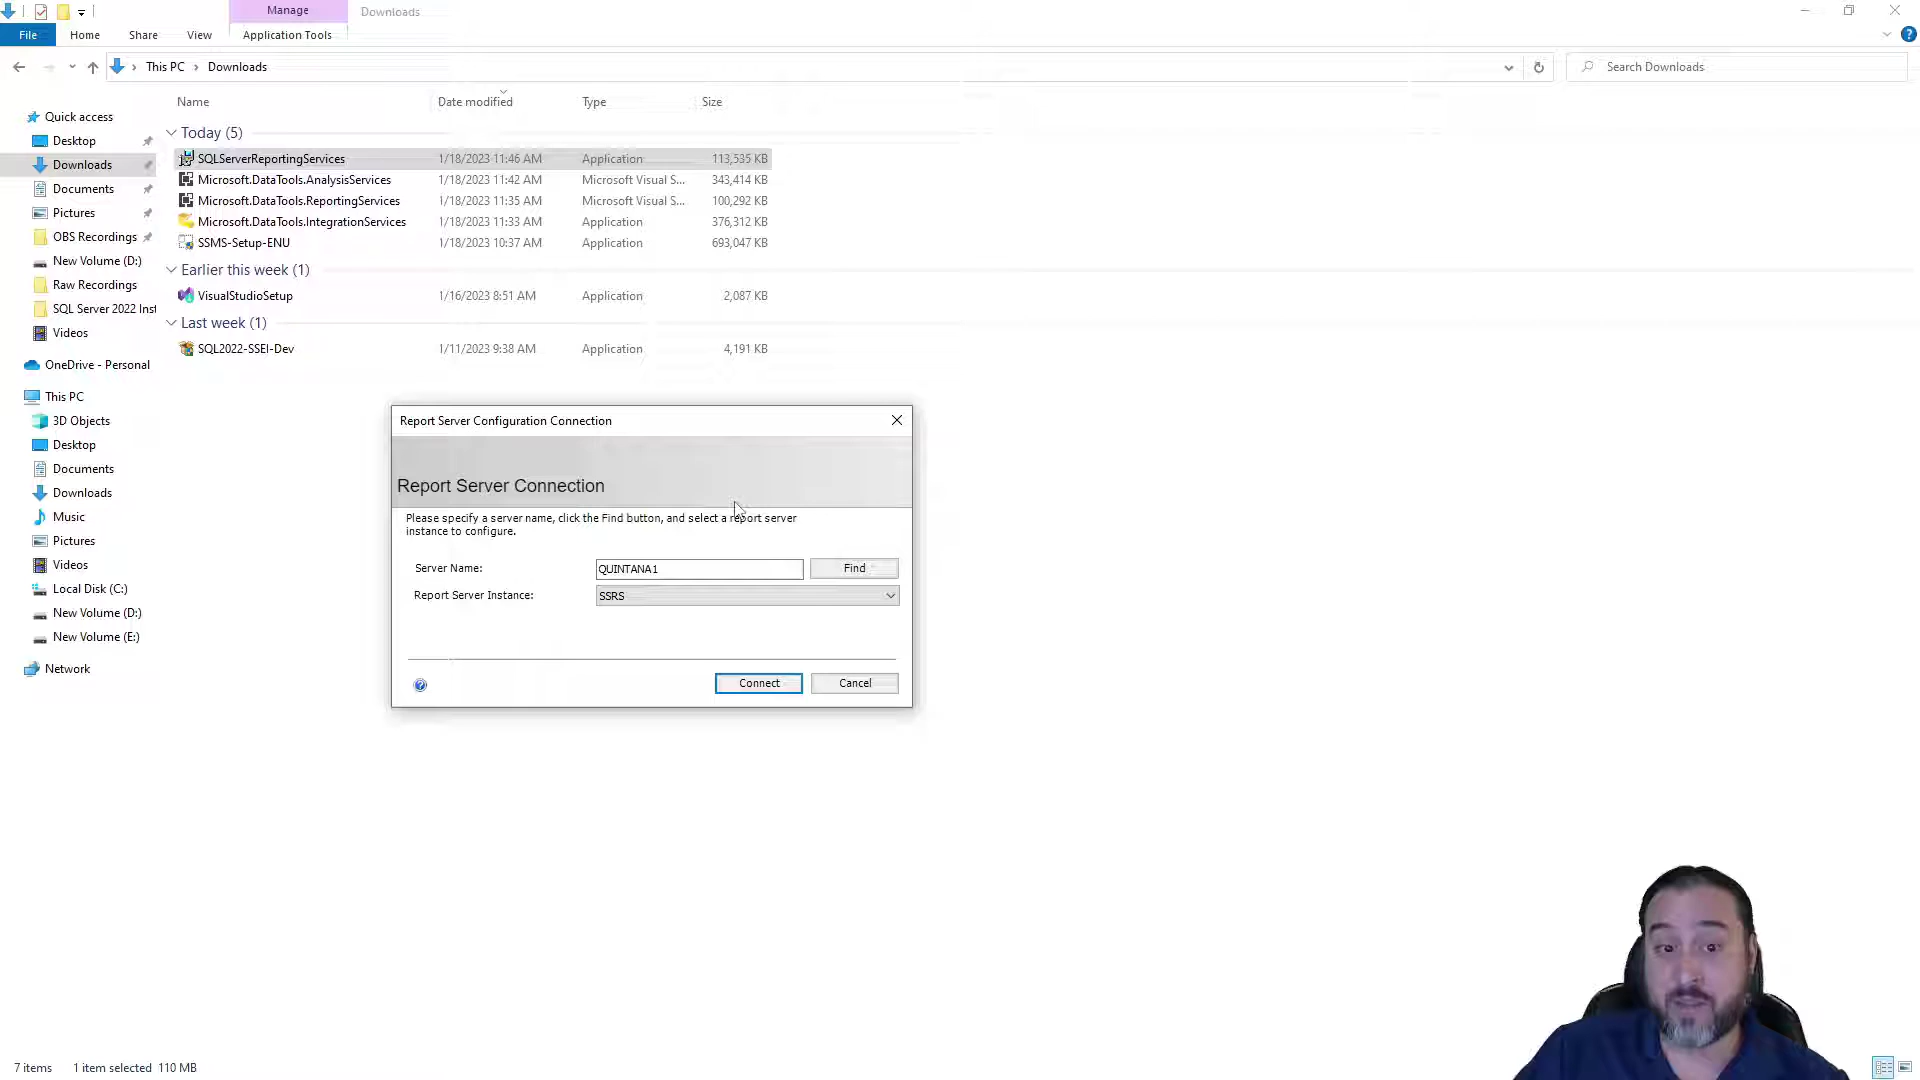 Manage
Downloads
File
Home
Share
View
Application Tools
This PC
Downloads
Search Downloads
Name
Date modified
Type
Size
Today (5)
SQLServerReportingServices 1/18/2023 11:46 AM Application 113,535 KB
Microsoft.DataTools.AnalysisServices 1/18/2023 11:42 AM Microsoft Visual S... 343,414 KB
Microsoft.DataTools.ReportingServices 1/18/2023 11:35 AM Microsoft Visual S... 100,292 KB
Microsoft.DataTools.IntegrationServices 1/18/2023 11:33 AM Application 376,312 KB
SSMS-Setup-ENU 1/18/2023 10:37 AM Application 693,047 KB
Earlier this week (1)
VisualStudioSetup 1/16/2023 8:51 AM Application 2,087 KB
Last week (1)
SQL2022-SSEI-Dev 1/11/2023 9:38 AM Application 4,191 KB
Quick access
Desktop
Downloads
Documents
Pictures
OBS Recordings
New Volume (D:)
Raw Recordings
SQL Server 2022 Inst
Videos
OneDrive - Personal
This PC
3D Objects
Desktop
Documents
Downloads
Music
Pictures
Videos
Local Disk (C:)
New Volume (D:)
New Volume (E:)
Network
Report Server Configuration Connection
Report Server Connection
Please specify a server name, click the Find button, and select a report server
instance to configure.
Server Name: QUINTANA1 Find
Report Server Instance: SSRS
Connect
Cancel
7 items 1 item selected 110 MB